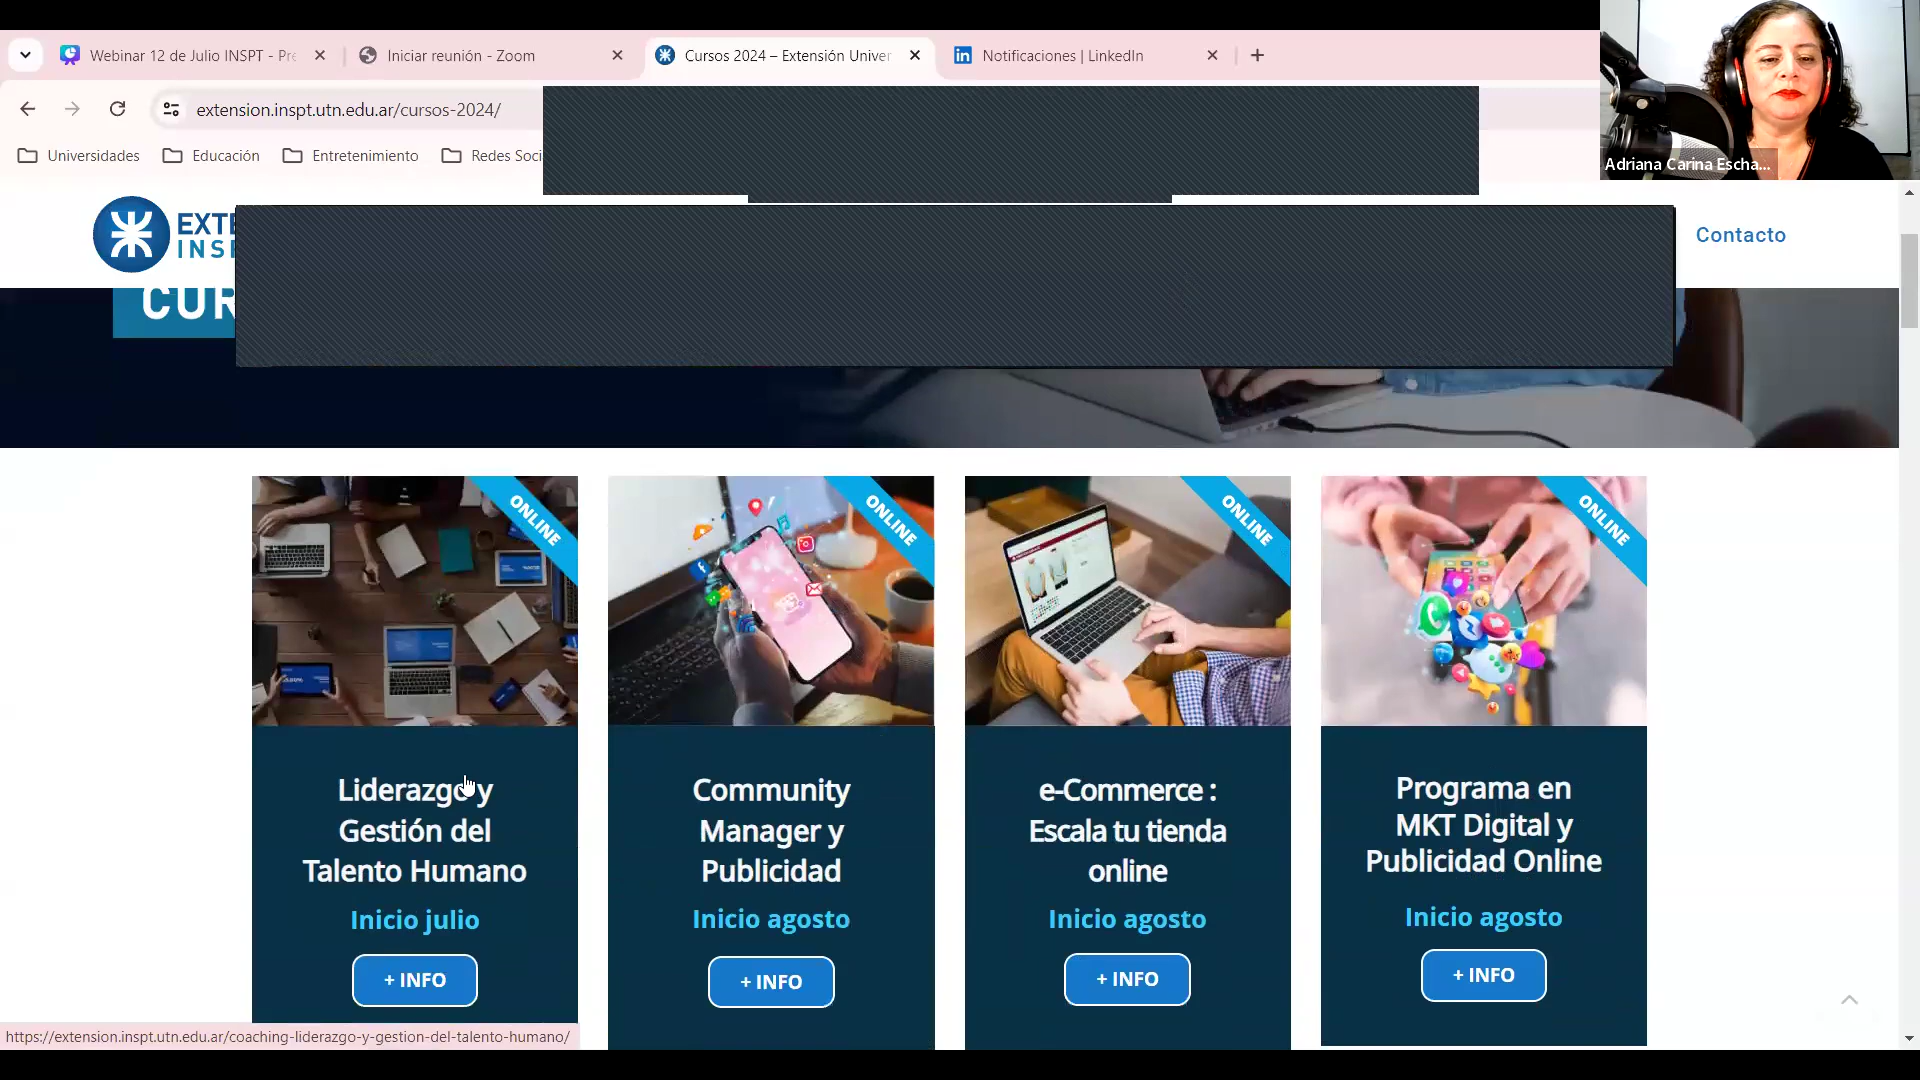 Webinar 12 de Julio INSPT - Pre
Iniciar reunión - Zoom
Cursos 2024 – Extensión Univer
Notificaciones | LinkedIn
extension.inspt.utn.edu.ar/cursos-2024/
Universidades
Educación
Entretenimiento
Redes Soci
Adriana Carina Escha...
EXTE
INSP
Contacto
CUR
ONLINE
ONLINE
ONLINE
ONLINE
Liderazgo y
Gestión del
Talento Humano
Inicio julio
+ INFO
Community
Manager y
Publicidad
Inicio agosto
+ INFO
e-Commerce :
Escala tu tienda
online
Inicio agosto
+ INFO
Programa en
MKT Digital y
Publicidad Online
Inicio agosto
+ INFO
https://extension.inspt.utn.edu.ar/coaching-liderazgo-y-gestion-del-talento-humano/